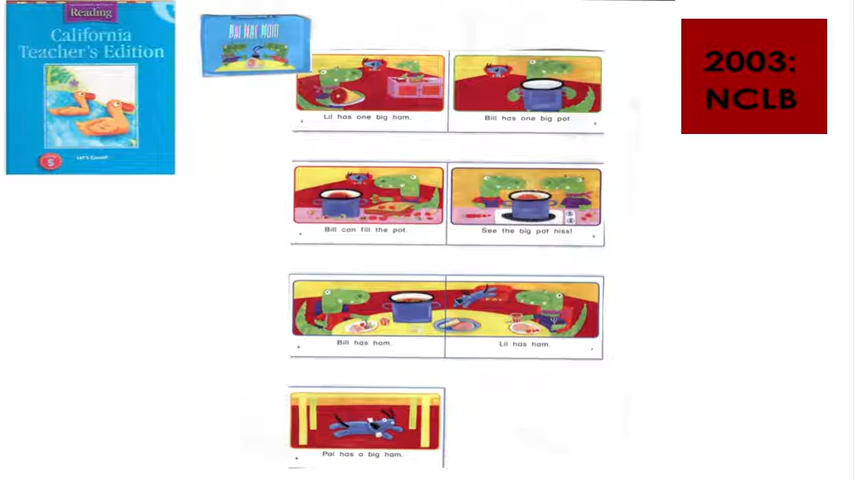 Reading
California
Teacher's Edition
Let's Count!
Lil has one big ham.
Bill has one big pot
Bill can fill the pot.
See the big pot hiss!
Bill has ham.
Lil has ham.
Pal has a big ham.
2003:
NCLB